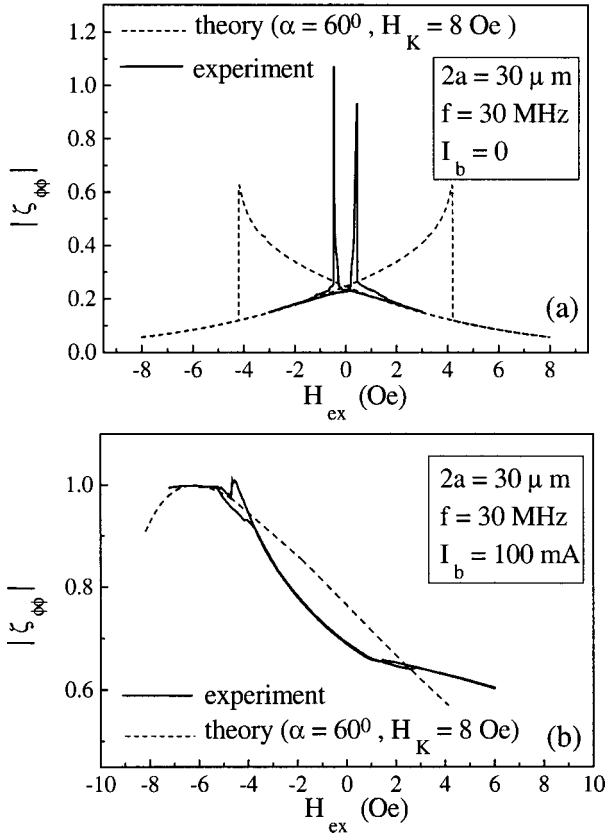 theory (α = 60⁰ , H_K = 8 Oe )
experiment
2a = 30 μ m
f = 30 MHz
I_b = 0
1.2
1.0
0.8
0.6
0.4
0.2
0.0
| ζ_ϕϕ |
(a)
-8 -6 -4 -2 0 2 4 6 8
H_ex (Oe)
2a = 30 μ m
f = 30 MHz
I_b = 100 mA
1.0
0.8
0.6
| ζ_ϕϕ |
experiment
theory (α = 60⁰ , H_K = 8 Oe)
(b)
-10 -8 -6 -4 -2 0 2 4 6 8 10
H_ex (Oe)